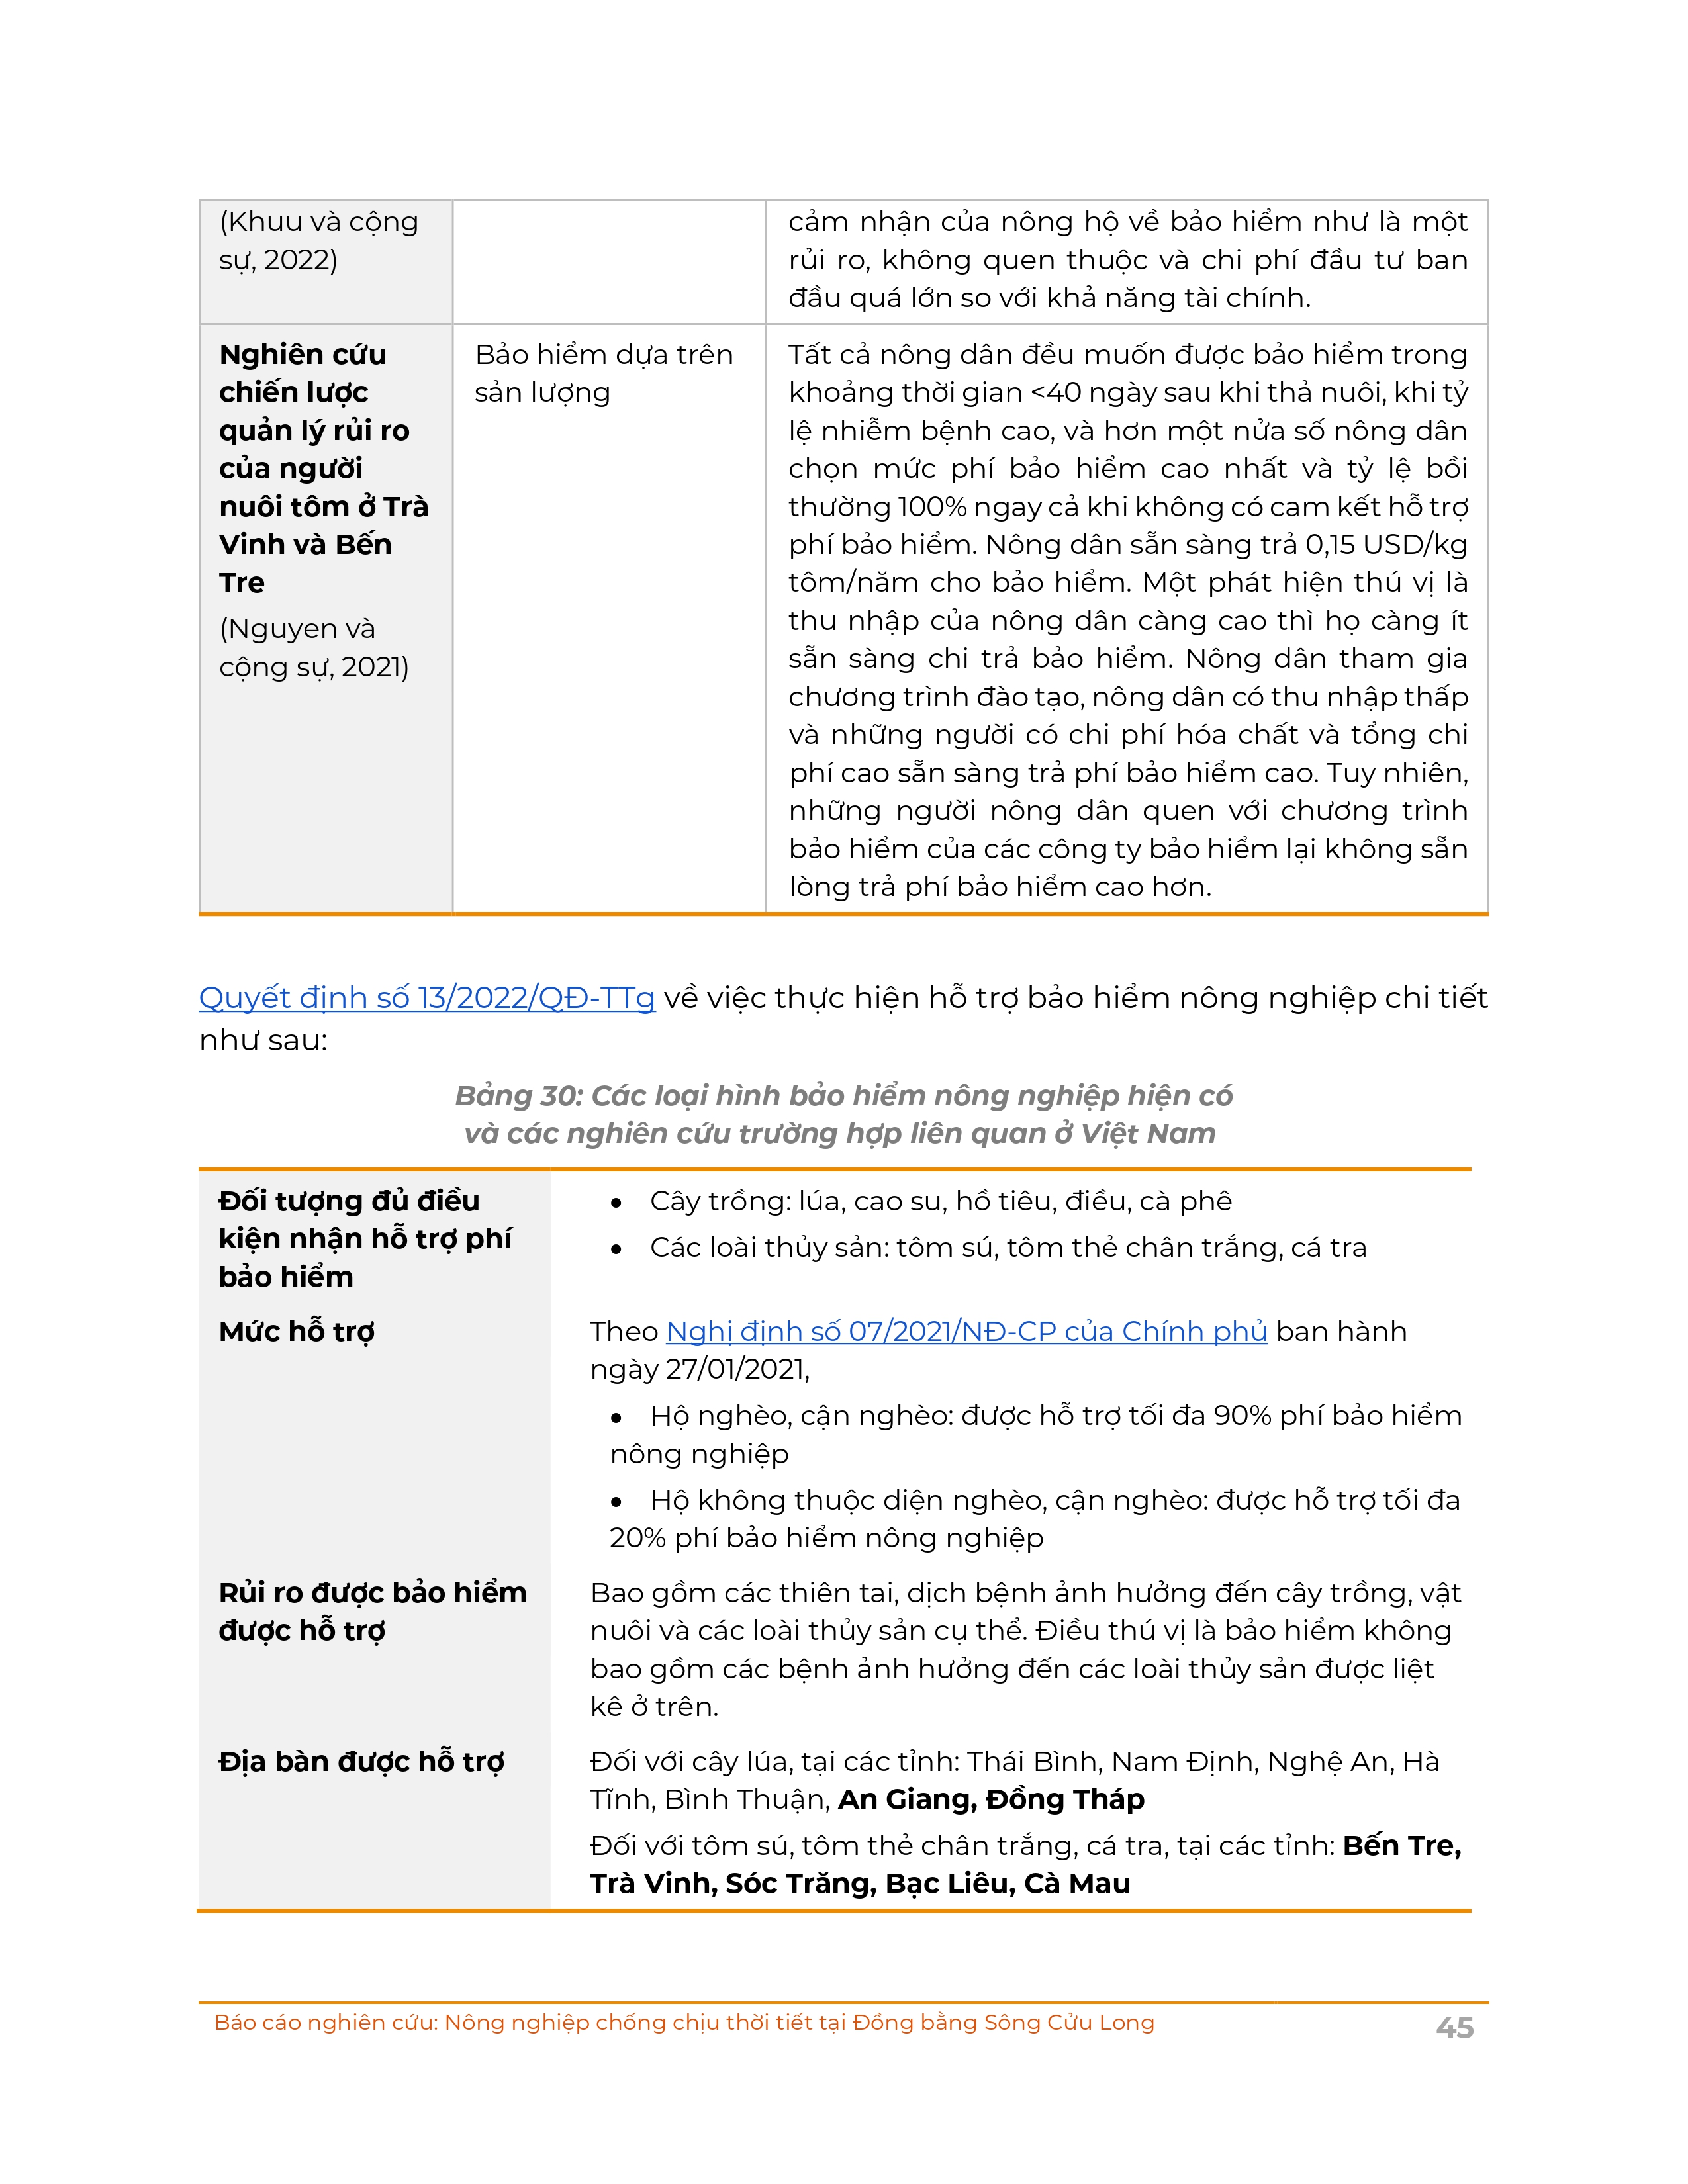 (Khuu và cộng
sự, 2022)
cảm nhận của nông hộ về bảo hiểm như là một
rủi ro, không quen thuộc và chi phí đầu tư ban
đầu quá lớn so với khả năng tài chính.
Nghiên cứu
chiến lược
quản lý rủi ro
của người
nuôi tôm ở Trà
Vinh và Bến
Tre
(Nguyen và
cộng sự, 2021)
Bảo hiểm dựa trên
sản lượng
Tất cả nông dân đều muốn được bảo hiểm trong
khoảng thời gian <40 ngày sau khi thả nuôi, khi tỷ
lệ nhiễm bệnh cao, và hơn một nửa số nông dân
chọn mức phí bảo hiểm cao nhất và tỷ lệ bồi
thường 100% ngay cả khi không có cam kết hỗ trợ
phí bảo hiểm. Nông dân sẵn sàng trả 0,15 USD/kg
tôm/năm cho bảo hiểm. Một phát hiện thú vị là
thu nhập của nông dân càng cao thì họ càng ít
sẵn sàng chi trả bảo hiểm. Nông dân tham gia
chương trình đào tạo, nông dân có thu nhập thấp
và những người có chi phí hóa chất và tổng chi
phí cao sẵn sàng trả phí bảo hiểm cao. Tuy nhiên,
những người nông dân quen với chương trình
bảo hiểm của các công ty bảo hiểm lại không sẵn
lòng trả phí bảo hiểm cao hơn.
Quyết định số 13/2022/QĐ-TTg về việc thực hiện hỗ trợ bảo hiểm nông nghiệp chi tiết
như sau:
Bảng 30: Các loại hình bảo hiểm nông nghiệp hiện có
và các nghiên cứu trường hợp liên quan ở Việt Nam
Đối tượng đủ điều
kiện nhận hỗ trợ phí
bảo hiểm
• Cây trồng: lúa, cao su, hồ tiêu, điều, cà phê
• Các loài thủy sản: tôm sú, tôm thẻ chân trắng, cá tra
Mức hỗ trợ
Theo Nghị định số 07/2021/NĐ-CP của Chính phủ ban hành
ngày 27/01/2021,
• Hộ nghèo, cận nghèo: được hỗ trợ tối đa 90% phí bảo hiểm
nông nghiệp
• Hộ không thuộc diện nghèo, cận nghèo: được hỗ trợ tối đa
20% phí bảo hiểm nông nghiệp
Rủi ro được bảo hiểm
được hỗ trợ
Bao gồm các thiên tai, dịch bệnh ảnh hưởng đến cây trồng, vật
nuôi và các loài thủy sản cụ thể. Điều thú vị là bảo hiểm không
bao gồm các bệnh ảnh hưởng đến các loài thủy sản được liệt
kê ở trên.
Địa bàn được hỗ trợ
Đối với cây lúa, tại các tỉnh: Thái Bình, Nam Định, Nghệ An, Hà
Tĩnh, Bình Thuận, An Giang, Đồng Tháp
Đối với tôm sú, tôm thẻ chân trắng, cá tra, tại các tỉnh: Bến Tre,
Trà Vinh, Sóc Trăng, Bạc Liêu, Cà Mau
Báo cáo nghiên cứu: Nông nghiệp chống chịu thời tiết tại Đồng bằng Sông Cửu Long
45